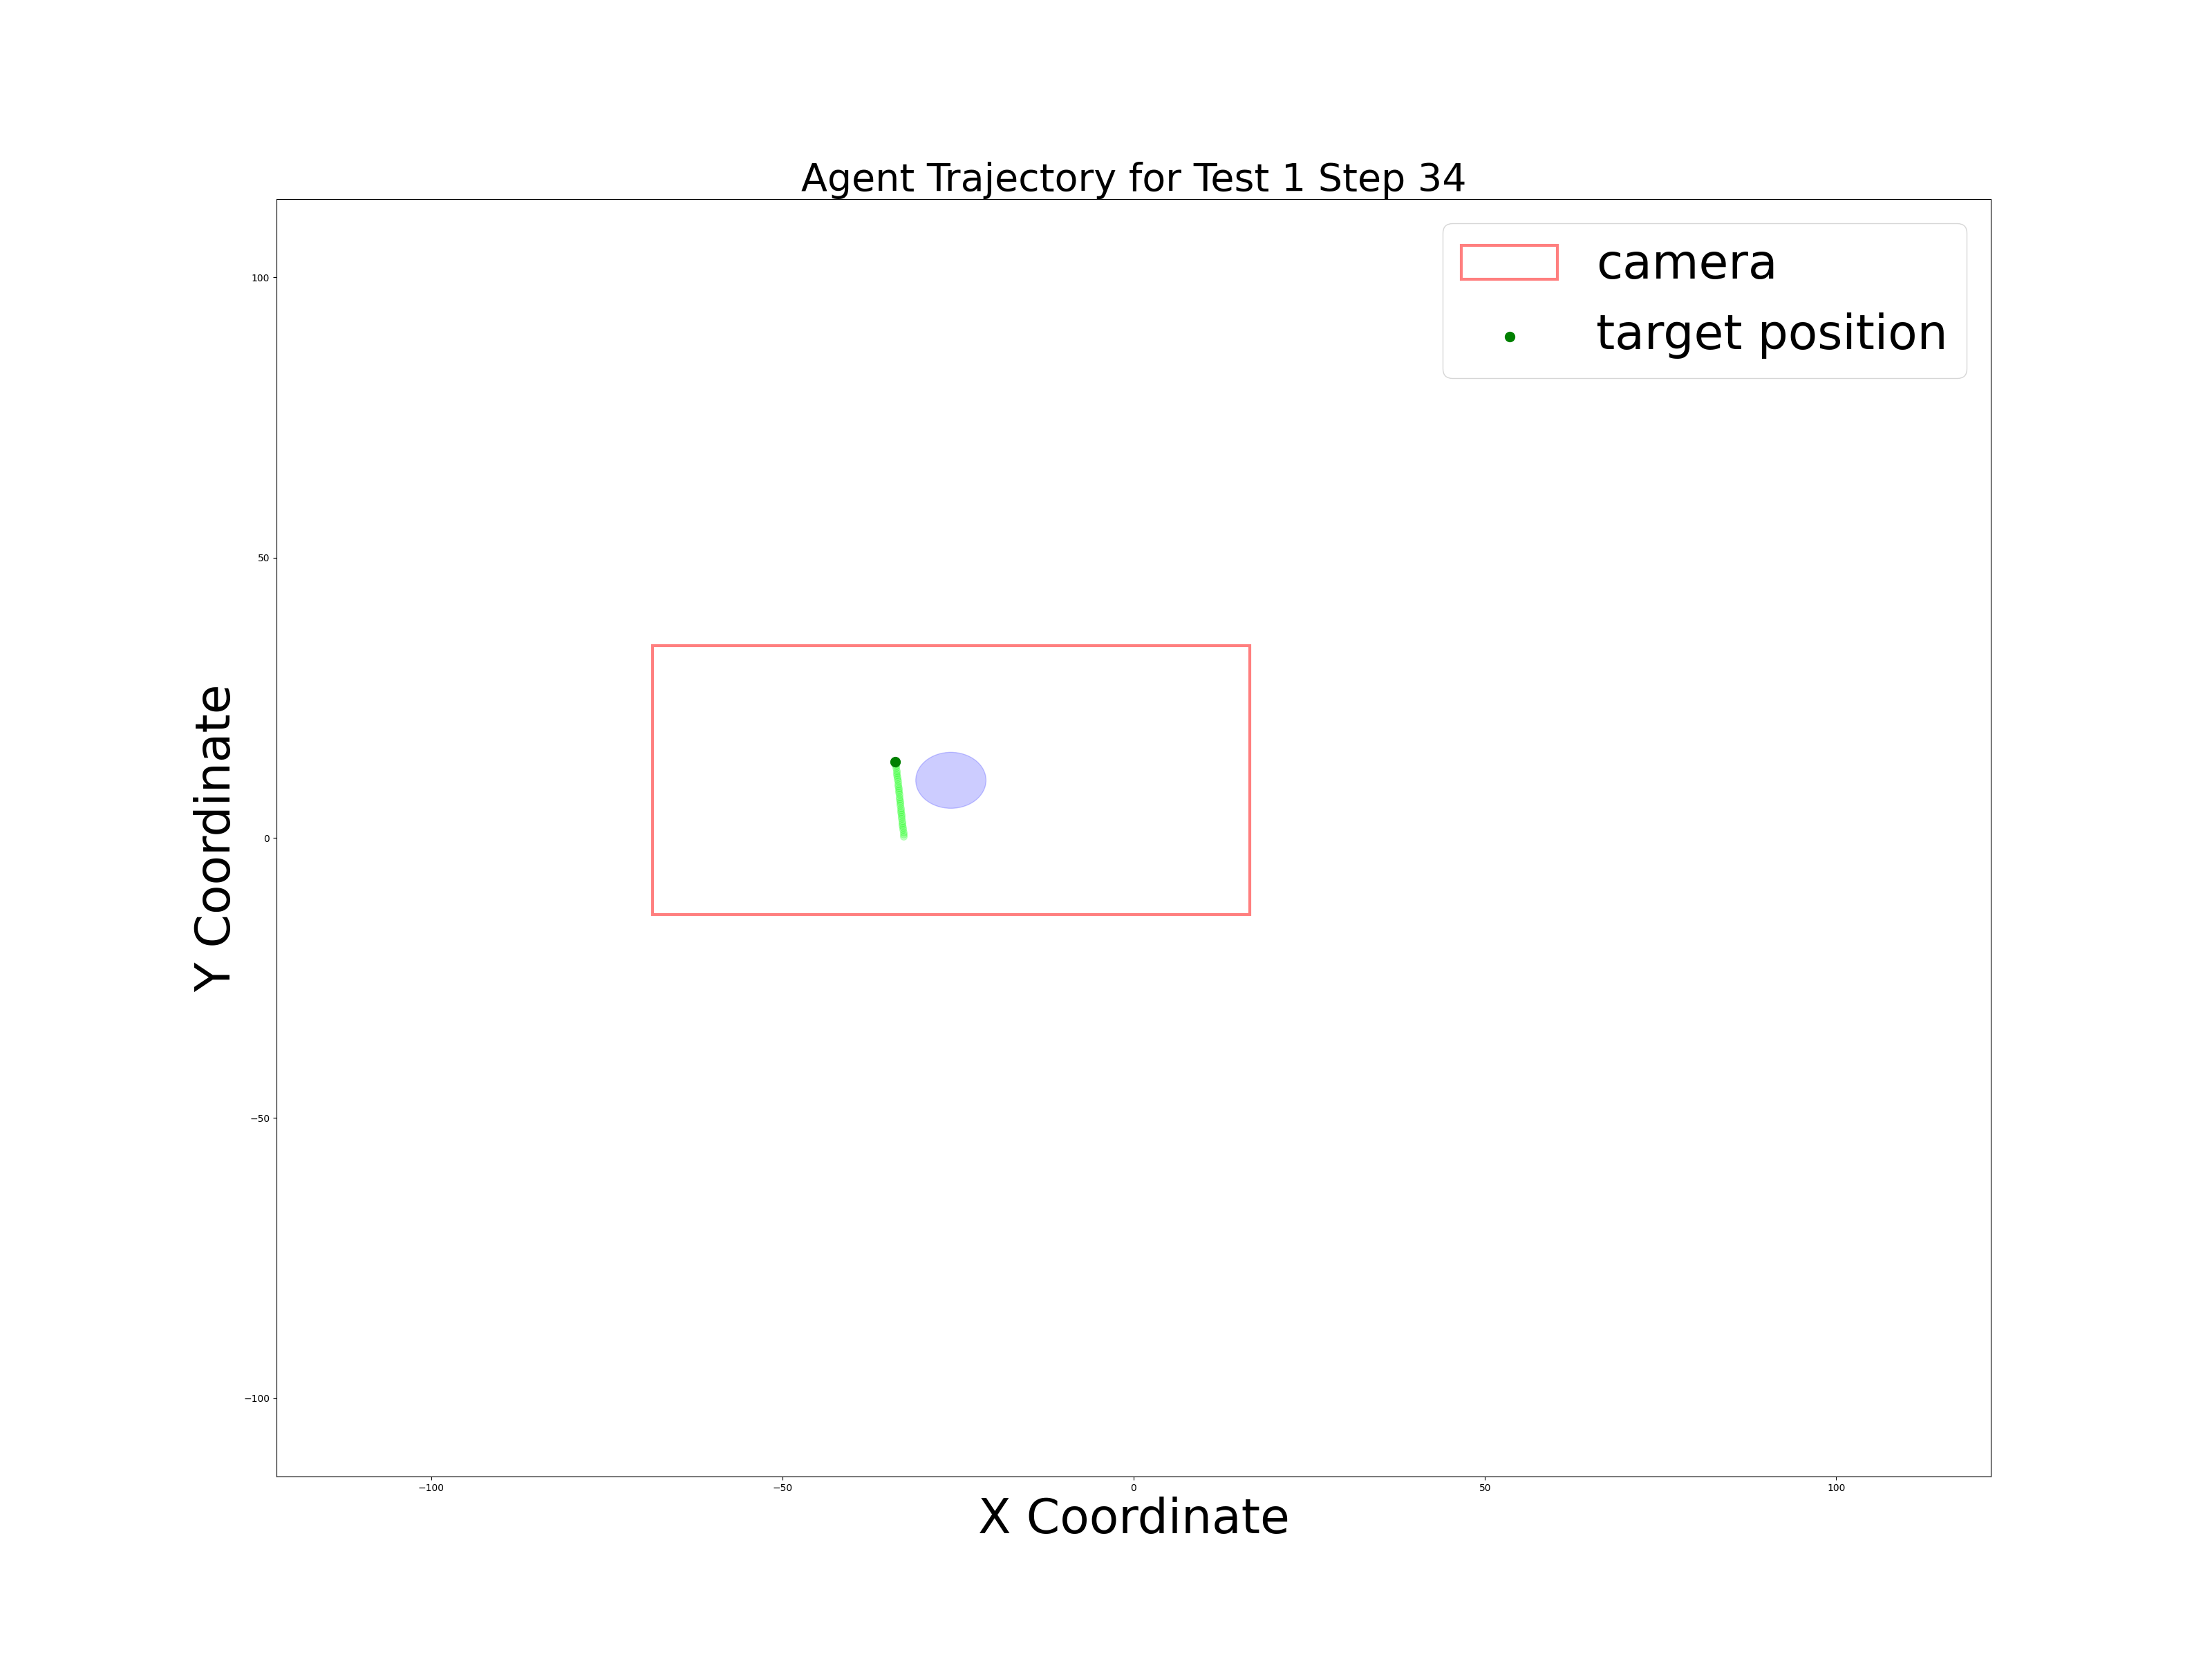 Agent Trajectory for Test 1 Step 34
camera
target position
100
50
0
−50
−100
Y Coordinate
−100
−50
0
50
100
X Coordinate